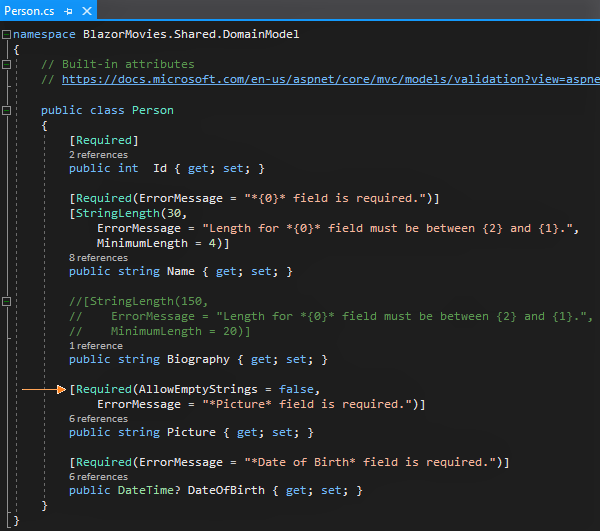 Person.cs
namespace BlazorMovies.Shared.DomainModel
{
// Built-in attributes
// https://docs.microsoft.com/en-us/aspnet/core/mvc/models/validation?view=aspne
public class Person
{
[Required]
2 references
public int Id { get; set; }
[Required(ErrorMessage = "*{0}* field is required.")]
[StringLength(30,
ErrorMessage = "Length for *{0}* field must be between {2} and {1}.",
MinimumLength = 4)]
8 references
public string Name { get; set; }
//[StringLength(150,
// ErrorMessage = "Length for *{0}* field must be between {2} and {1}.",
// MinimumLength = 20)]
1 reference
public string Biography { get; set; }
[Required(AllowEmptyStrings = false,
ErrorMessage = "*Picture* field is required.")]
6 references
public string Picture { get; set; }
[Required(ErrorMessage = "*Date of Birth* field is required.")]
6 references
public DateTime? DateOfBirth { get; set; }
}
}